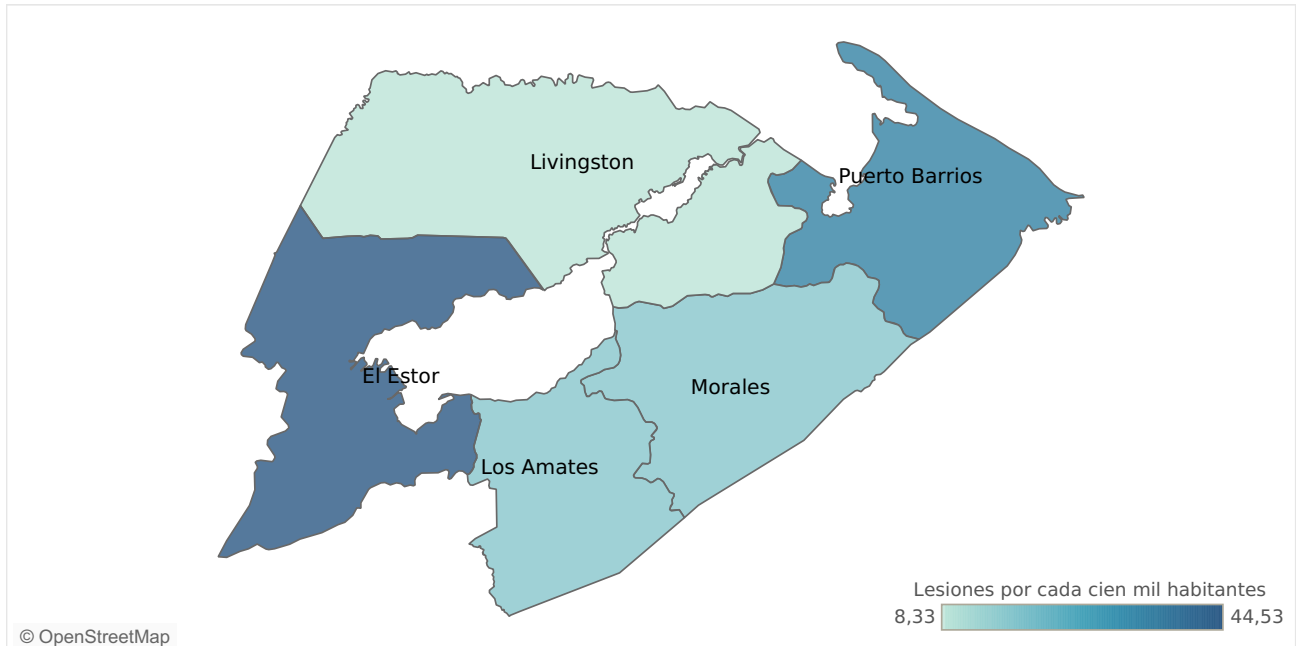 Livingston
Puerto Barrios
El Estor
Morales
Los Amates
Lesiones por cada cien mil habitantes
8,33 44,53
© OpenStreetMap